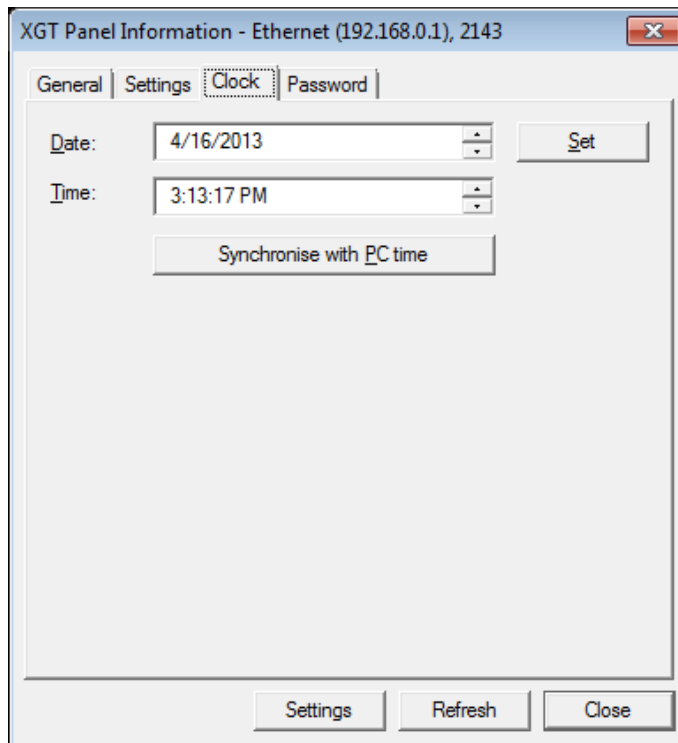 XGT Panel Information - Ethernet (192.168.0.1), 2143
General Settings Clock Password
Date: 4/16/2013 Set
Time: 3:13:17 PM
Synchronise with PC time
Settings Refresh Close